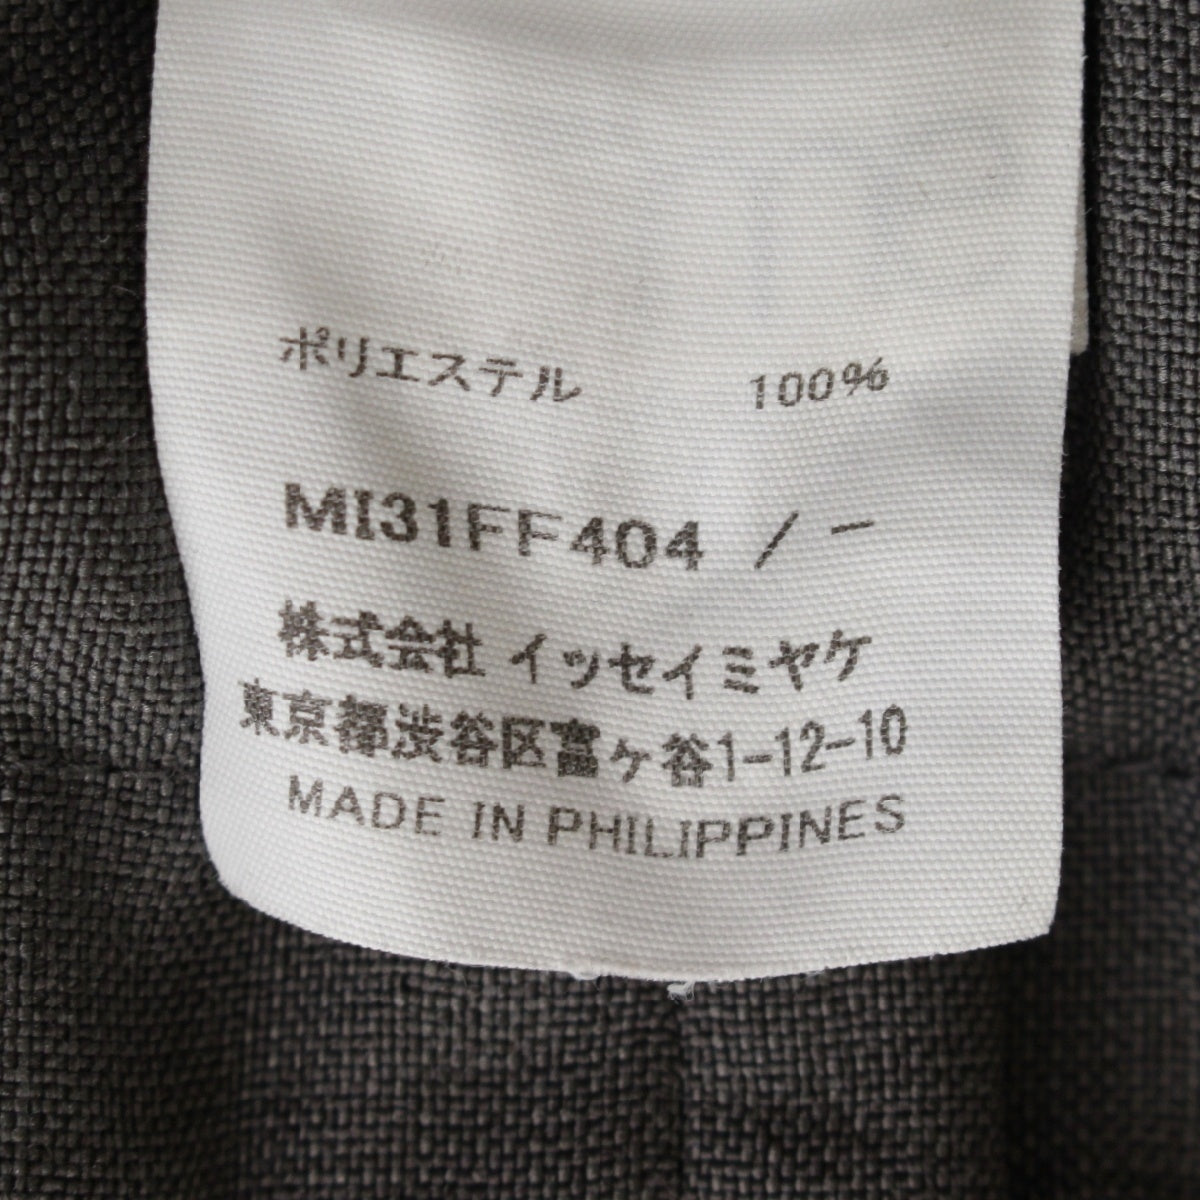 ポリエステル 100%
MI31FF404 / -
株式会社 イッセイミヤケ
東京都渋谷区富ヶ谷1-12-10
MADE IN PHILIPPINES